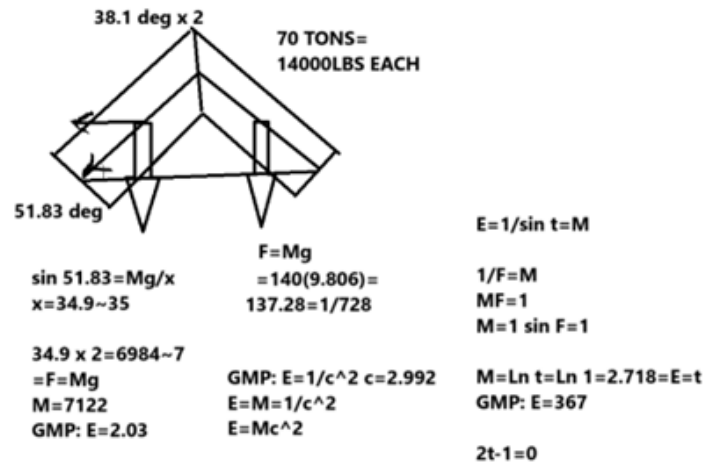 38.1 deg x 2
70 TONS=
14000LBS EACH
51.83 deg
sin 51.83=Mg/x
x=34.9~35
34.9 x 2=6984~7
=F=Mg
M=7122
GMP: E=2.03
F=Mg
=140(9.806)=
137.28=1/728
GMP: E=1/c^2 c=2.992
E=M=1/c^2
E=Mc^2
E=1/sin t=M
1/F=M
MF=1
M=1 sin F=1
M=Ln t=Ln 1=2.718=E=t
GMP: E=367
2t-1=0